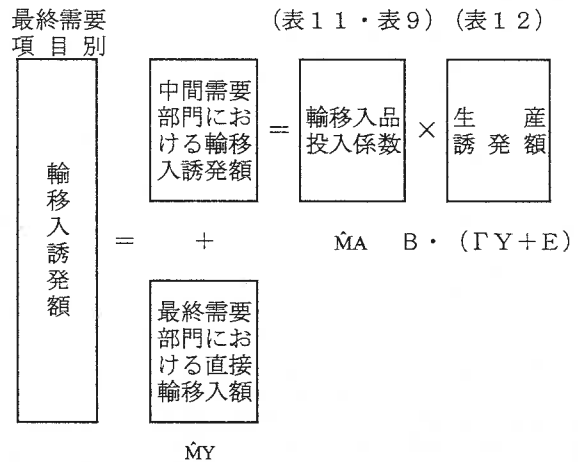 最終需要
項目別
輸移入誘発額
=
中間需要
部門にお
ける輸移
入誘発額
+
最終需要
部門にお
ける直接
輸移入額
M̂Y
=
(表11・表9)
輸移入品
投入係数
M̂A
×
(表12)
生産
誘発額
B・(ΓY+E)